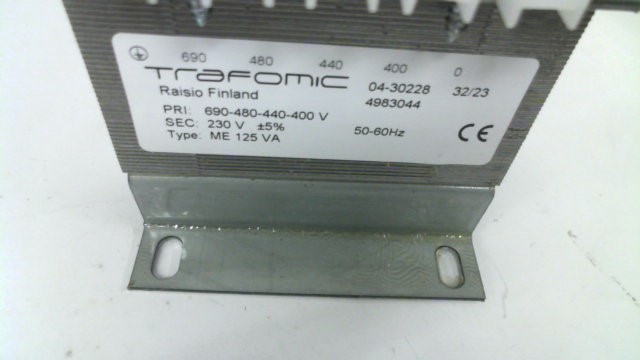 690 480 440 400 0
Trafomic 04-30228 32/23
Raisio Finland 4983044
PRI: 690-480-440-400 V
SEC: 230 V ±5% 50-60Hz
Type: ME 125 VA
CE